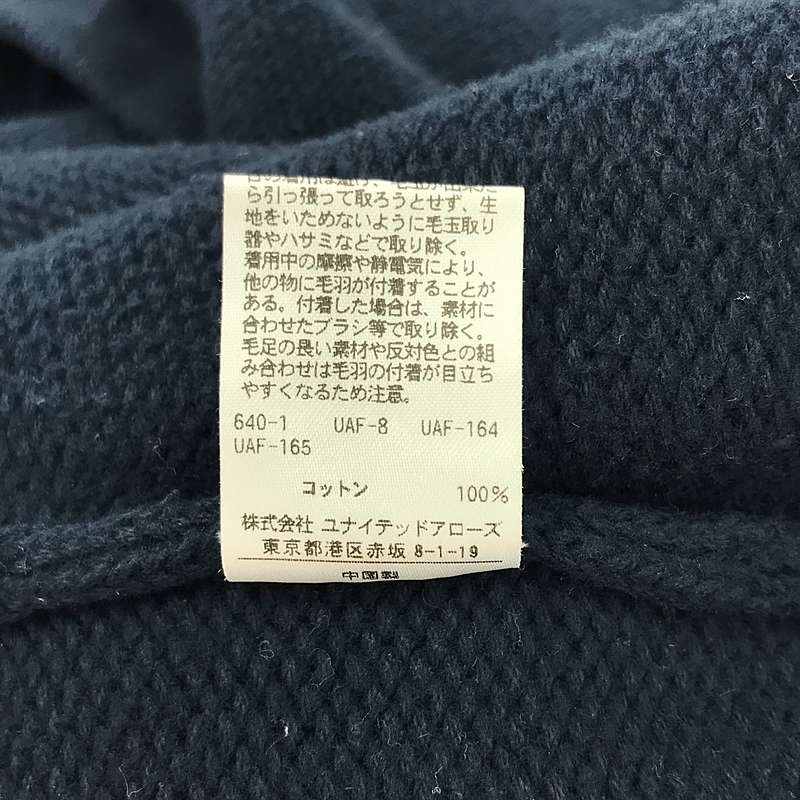 ら引っ張って取ろうとせず、生
地をいためないように毛玉取り
器やハサミなどで取り除く。
着用中の摩擦や静電気により、
他の物に毛羽が付着することが
ある。付着した場合は、素材に
合わせたブラシ等で取り除く。
毛足の長い素材や反対色との組
み合わせは毛羽の付着が目立ち
やすくなるため注意。
640-1 UAF-8 UAF-164
UAF-165
コットン 100%
株式会社 ユナイテッドアローズ
東京都港区赤坂 8-1-19
中国製